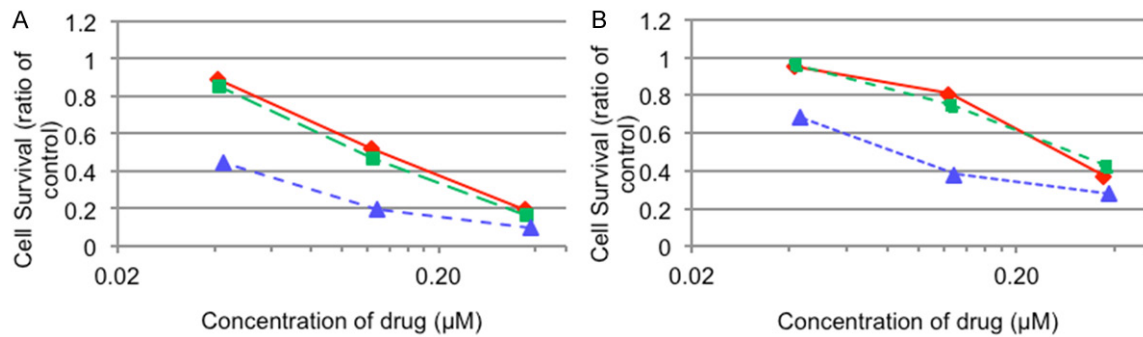 A
1.2
1
0.8
0.6
0.4
0.2
0
Cell Survival (ratio of
control)
0.02
0.20
Concentration of drug (µM)
B
1.2
1
0.8
0.6
0.4
0.2
0
Cell Survival (ratio of
control)
0.02
0.20
Concentration of drug (µM)